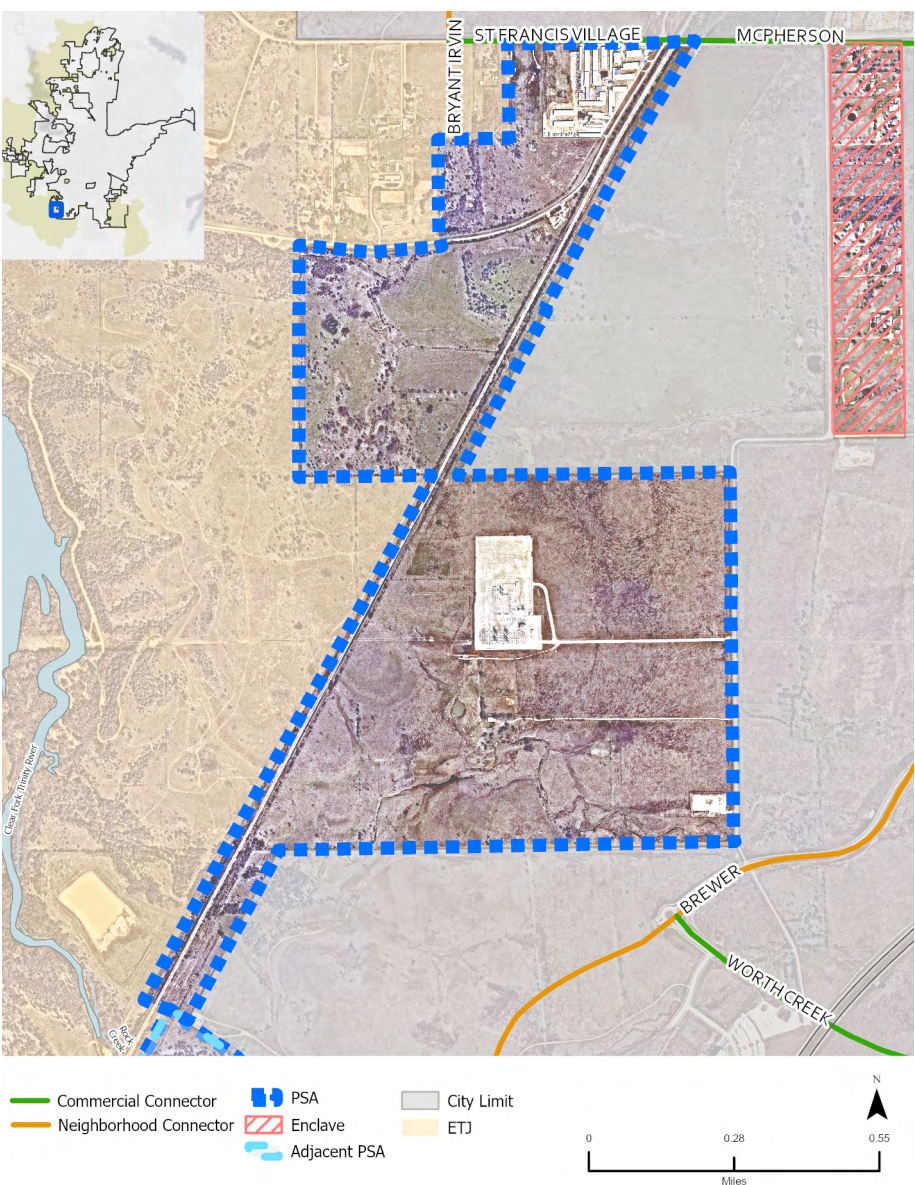 ST FRANCIS VILLAGE
MCPHERSON
BRYANT IRVIN
Clear Fork Trinity River
BREWER
WORTH CREEK
Rock
Creek
Commercial Connector
Neighborhood Connector
PSA
Enclave
Adjacent PSA
City Limit
ETJ
N
0 0.28 0.55
Miles